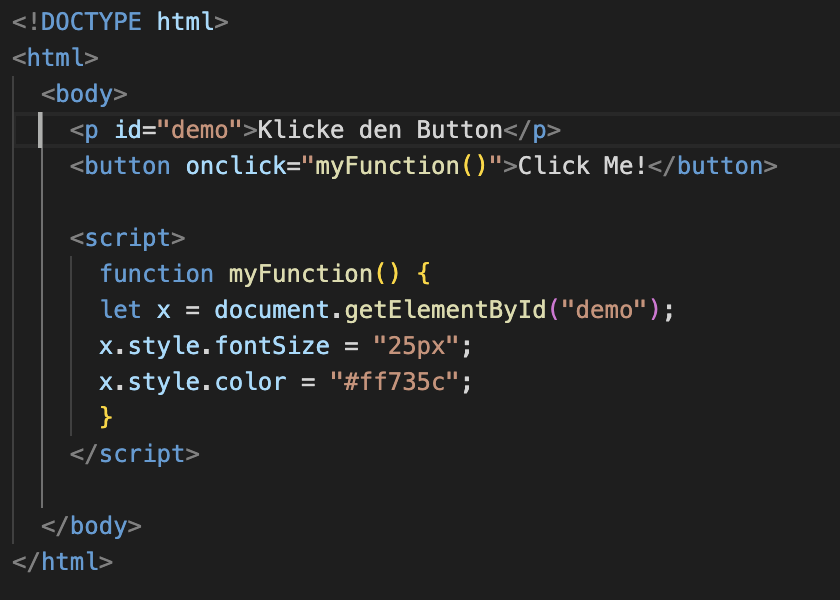 <!DOCTYPE html>
<html>
<body>
<p id="demo">Klicke den Button</p>
<button onclick="myFunction()">Click Me!</button>
<script>
function myFunction() {
let x = document.getElementById("demo");
x.style.fontSize = "25px";
x.style.color = "#ff735c";
}
</script>
</body>
</html>